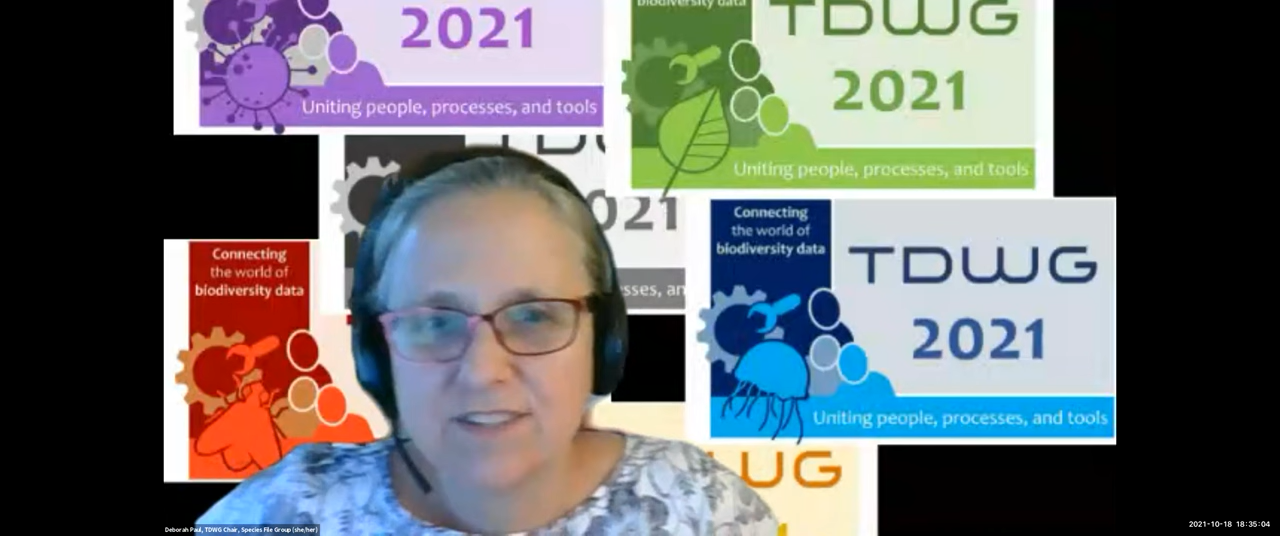 2021
Uniting people, processes, and tools
biodiversity data
TDWG
2021
Uniting people, processes, and tools
2021
Connecting
the world of
biodiversity data
TDWG
2021
Uniting people, processes, and tools
Connecting
the world of
biodiversity data
Deborah Paul, TDWG Chair, Species File Group (she/her)
2021-10-18 18:35:04